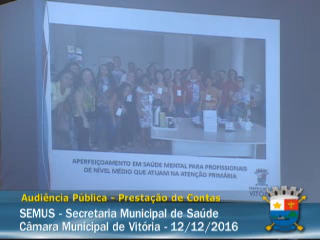 APERFEIÇOAMENTO EM SAÚDE MENTAL PARA PROFISSIONAIS
DE NÍVEL MÉDIO QUE ATUAM NA ATENÇÃO PRIMÁRIA
VITÓRIA
Audiência Pública - Prestação de Contas
SEMUS - Secretaria Municipal de Saúde
Câmara Municipal de Vitória - 12/12/2016